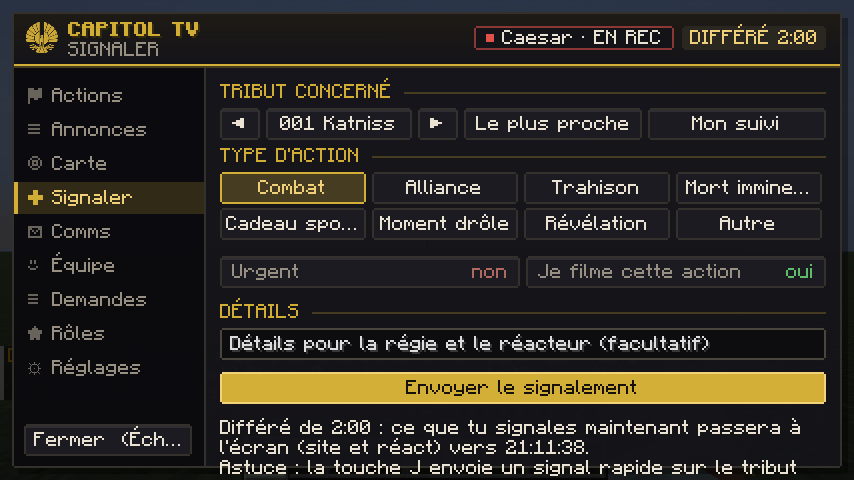 CAPITOL TV
SIGNALER
Caesar · EN REC
DIFFÉRÉ 2:00
Actions
Annonces
Carte
Signaler
Comms
Équipe
Demandes
Rôles
Réglages
Fermer (Éch...
TRIBUT CONCERNÉ
◄ 001 Katniss ► Le plus proche Mon suivi
TYPE D'ACTION
Combat Alliance Trahison Mort immine...
Cadeau spo... Moment drôle Révélation Autre
Urgent non Je filme cette action oui
DÉTAILS
Détails pour la régie et le réacteur (facultatif)
Envoyer le signalement
Différé de 2:00 : ce que tu signales maintenant passera à
l'écran (site et réact) vers 21:11:38.
Astuce : la touche J envoie un signal rapide sur le tribut